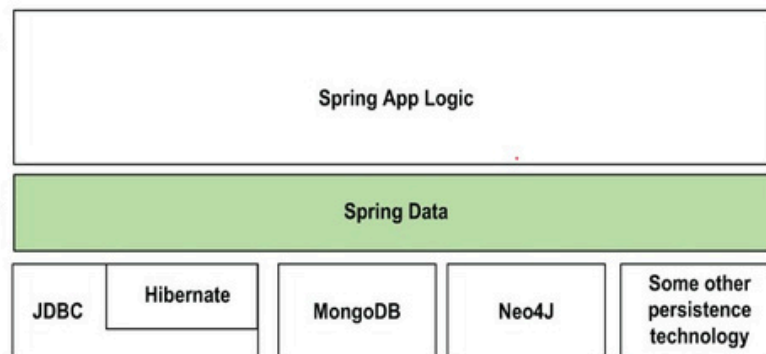 Spring App Logic
Spring Data
JDBC
Hibernate
MongoDB
Neo4J
Some other
persistence
technology